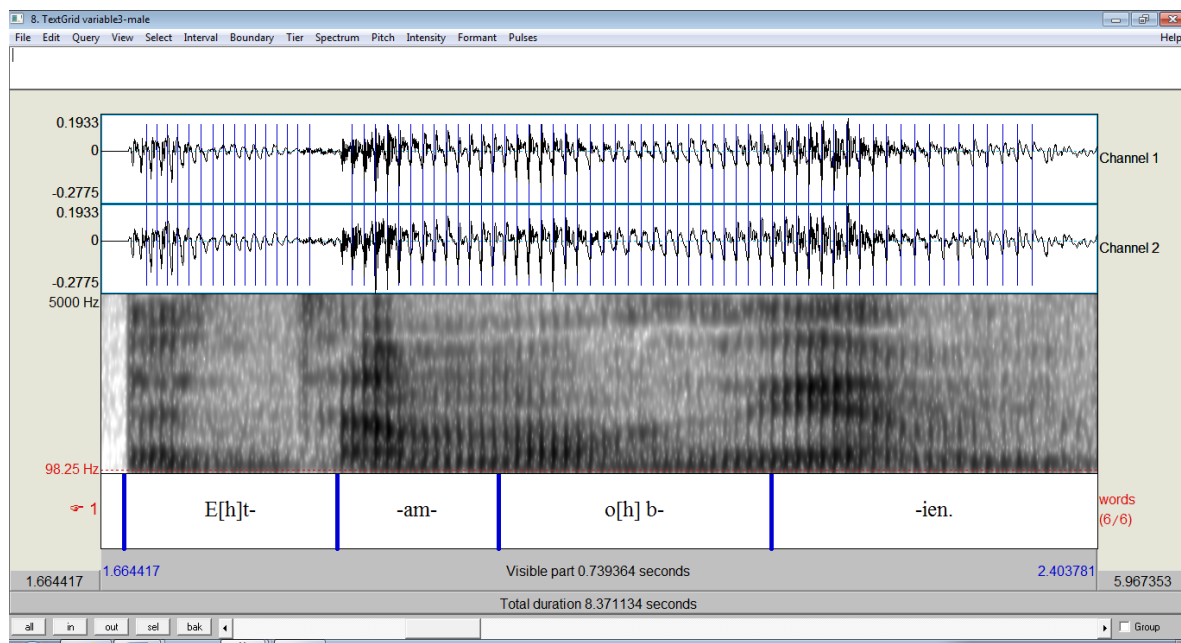 8. TextGrid variable3-male
File Edit Query View Select Interval Boundary Tier Spectrum Pitch Intensity Formant Pulses Help
0.1933
0
-0.2775
Channel 1
0.1933
0
-0.2775
Channel 2
5000 Hz
98.25 Hz
1
E[h]t- -am- o[h] b- -ien.
words
(6/6)
1.664417 1.664417 Visible part 0.739364 seconds 2.403781 5.967353
Total duration 8.371134 seconds
all in out sel bak Group